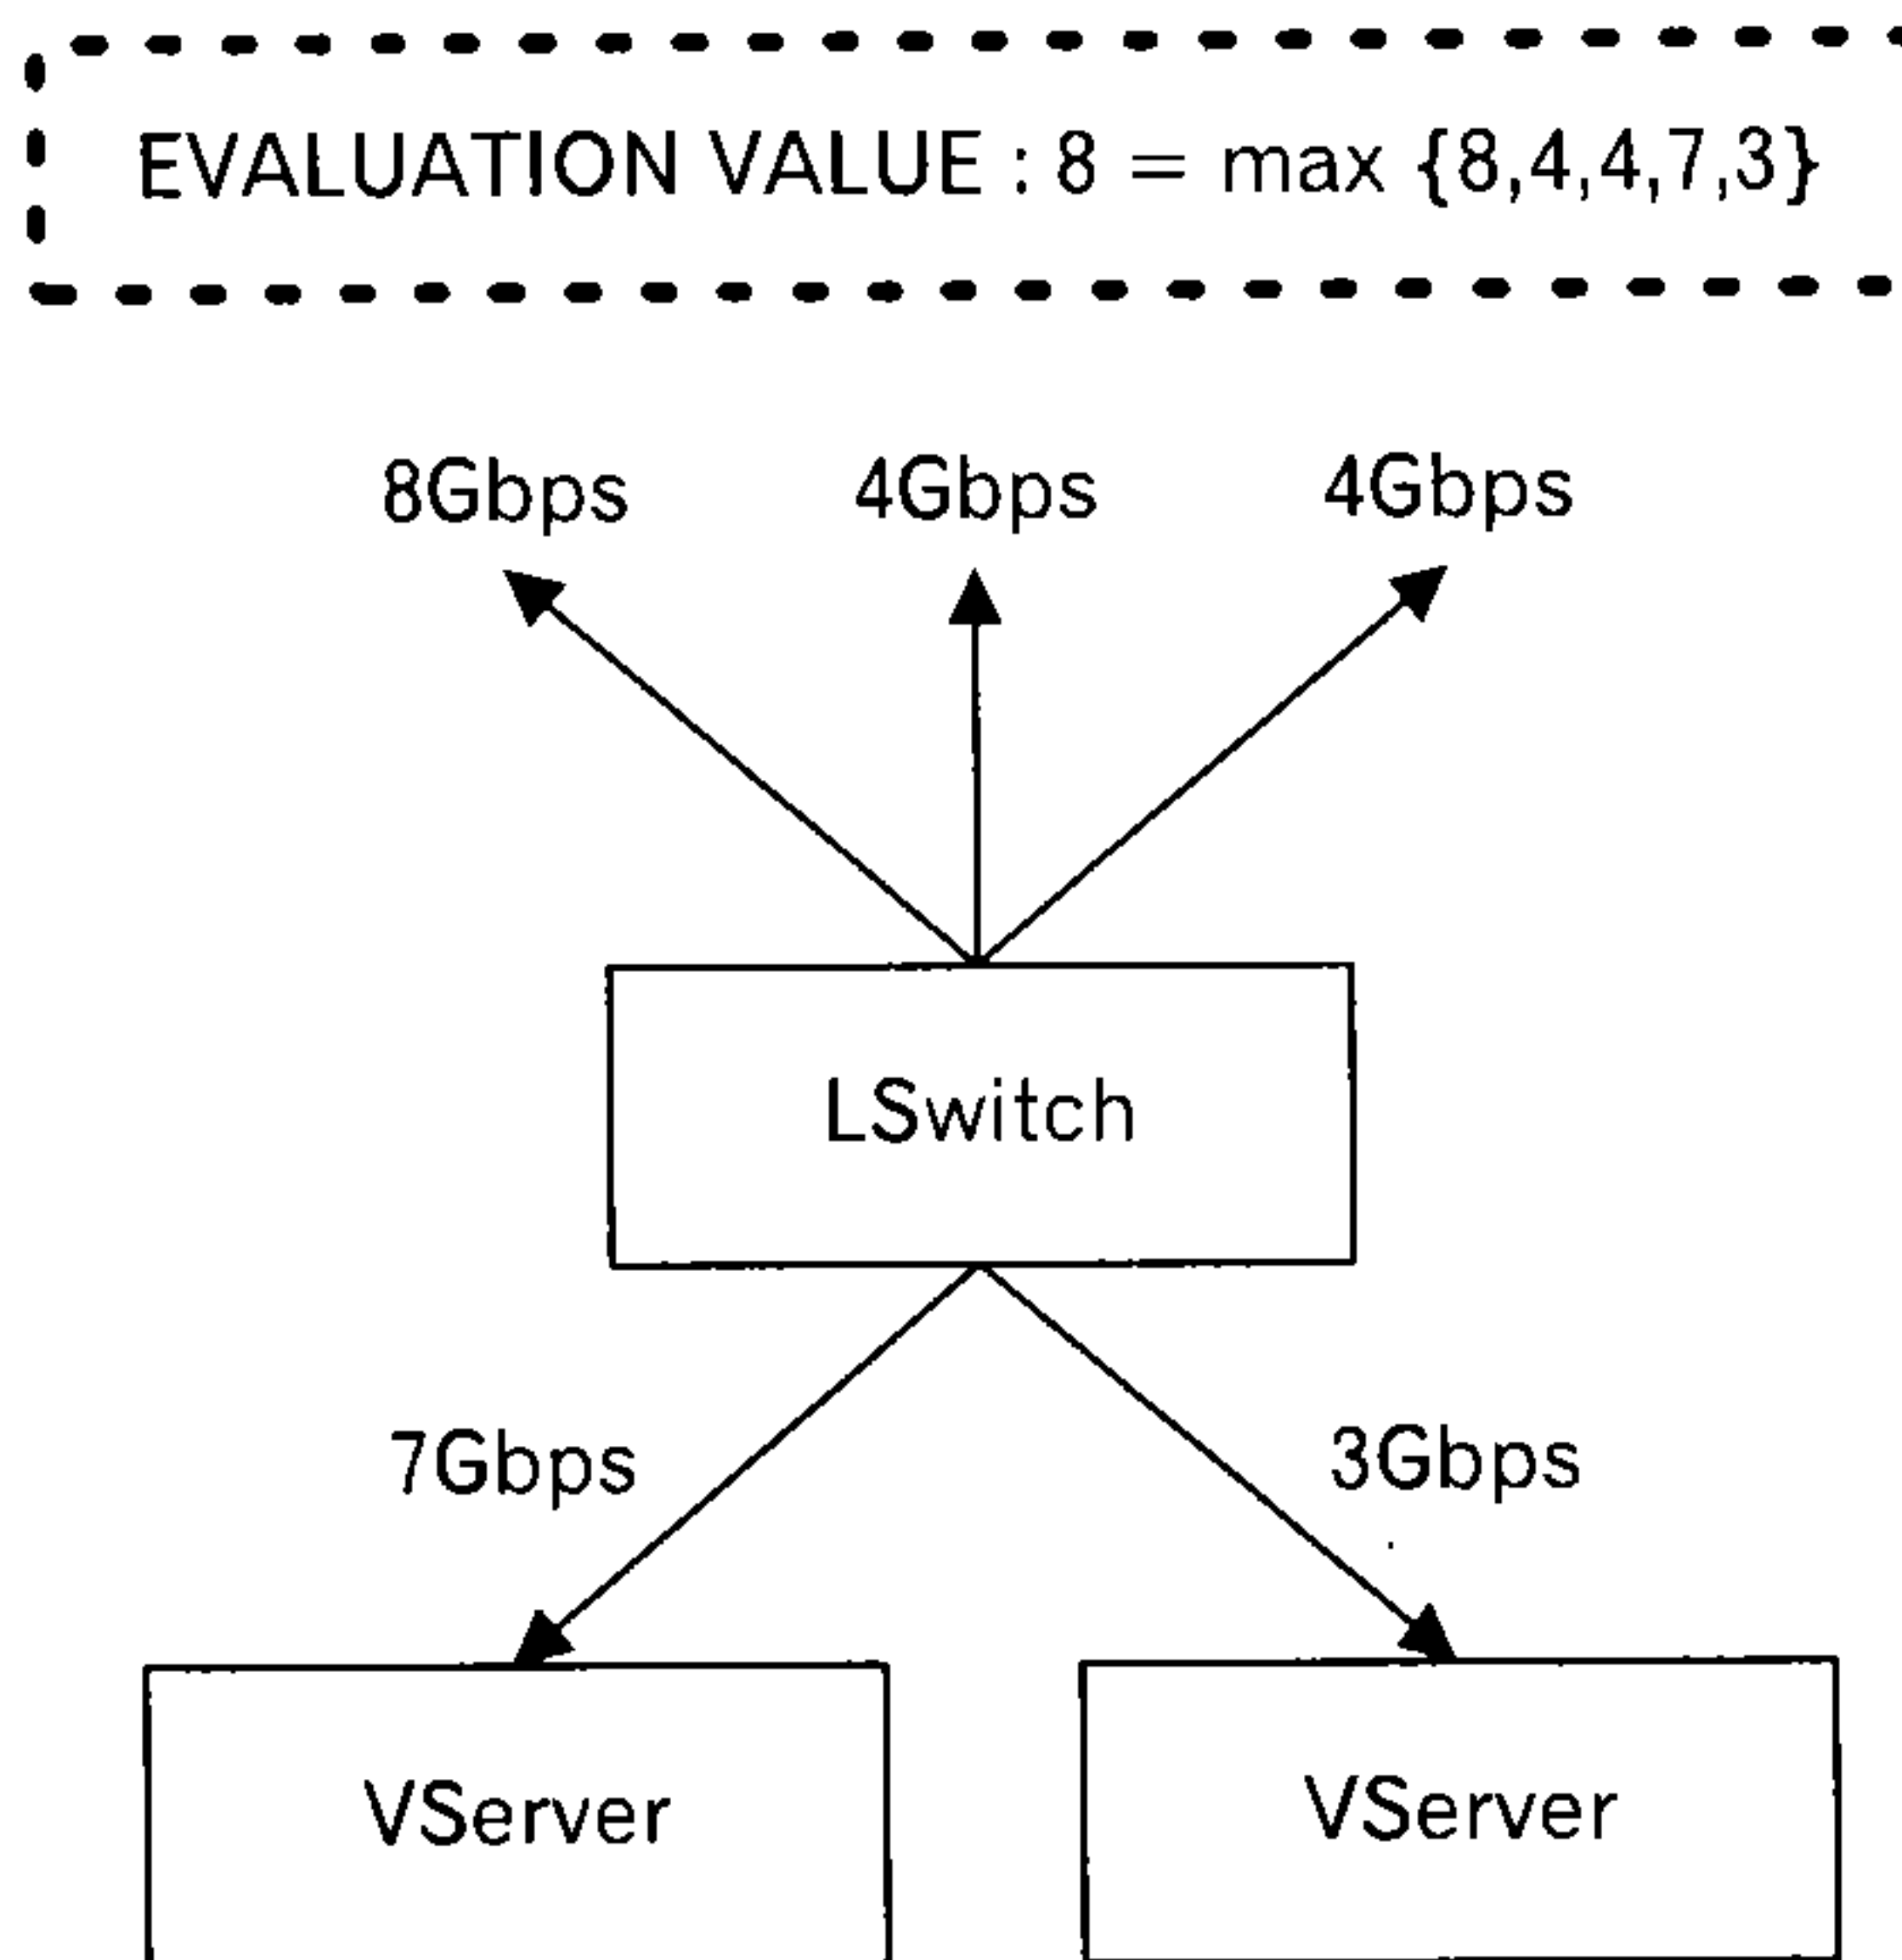 EVALUATION VALUE : 8 = max {8,4,4,7,3}
8Gbps 4Gbps 4Gbps
LSwitch
7Gbps 3Gbps
VServer VServer